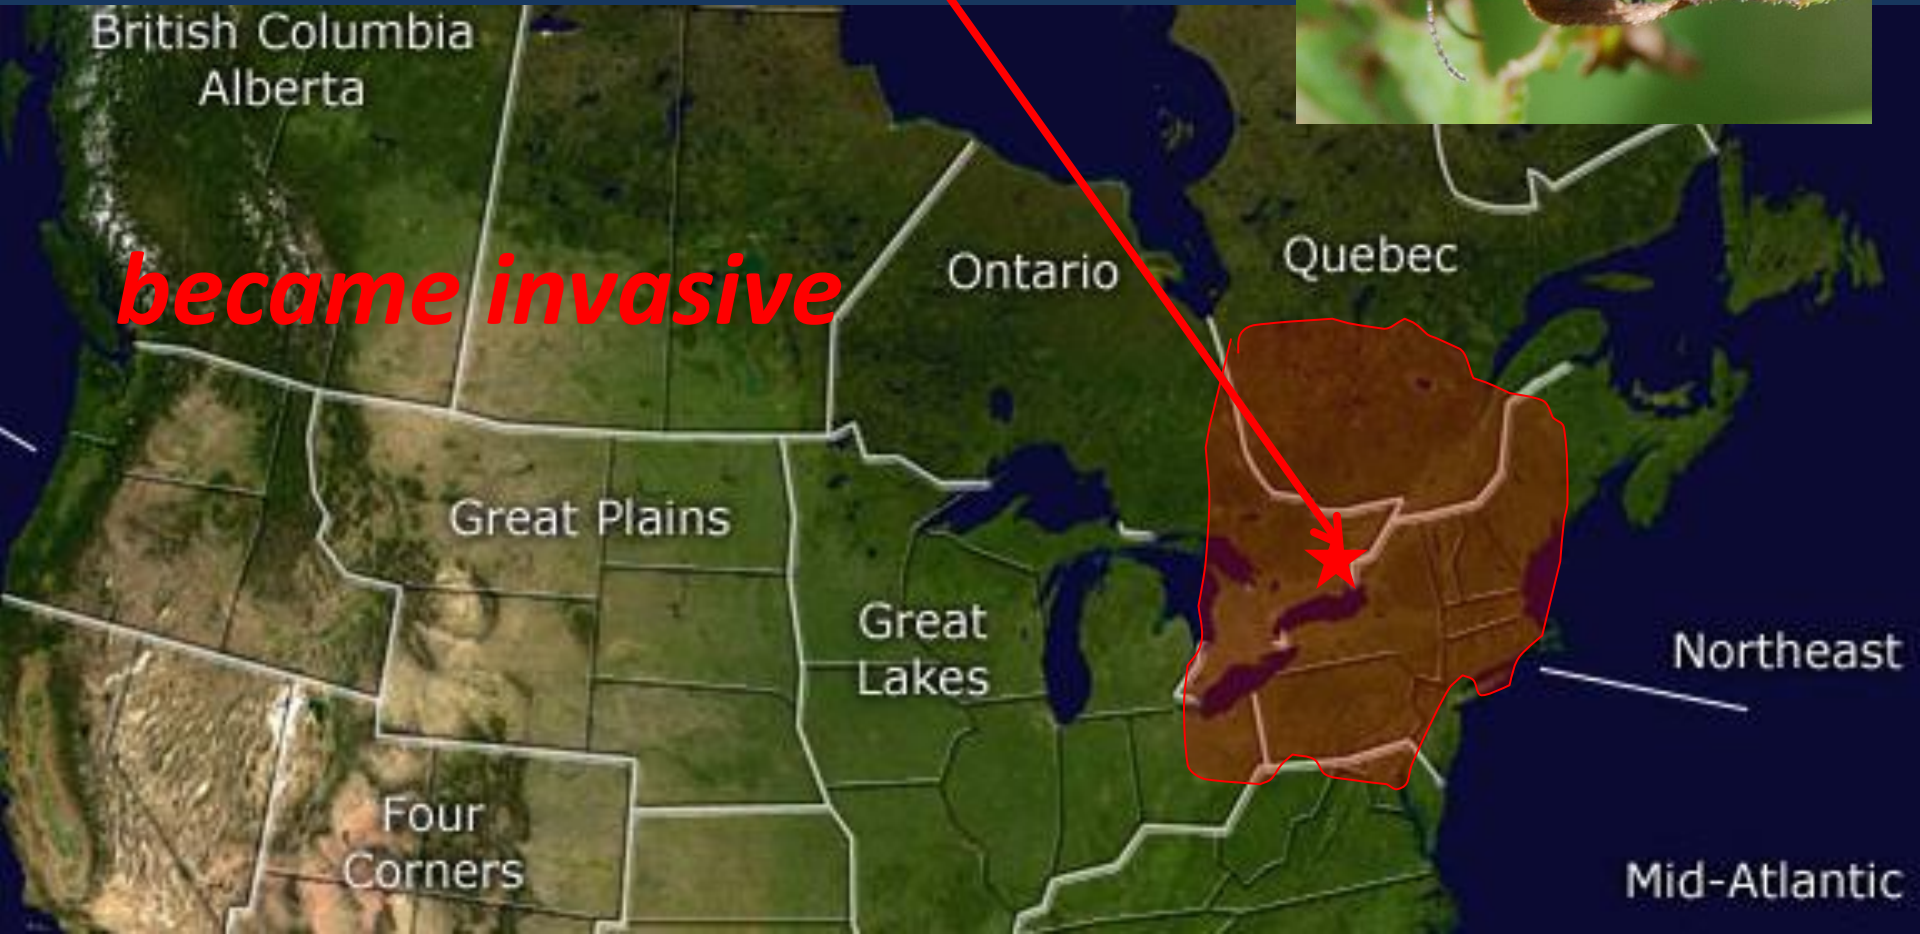 British Columbia
Alberta
became invasive
Ontario
Quebec
Great Plains
Great
Lakes
Northeast
Four
Corners
Mid-Atlantic